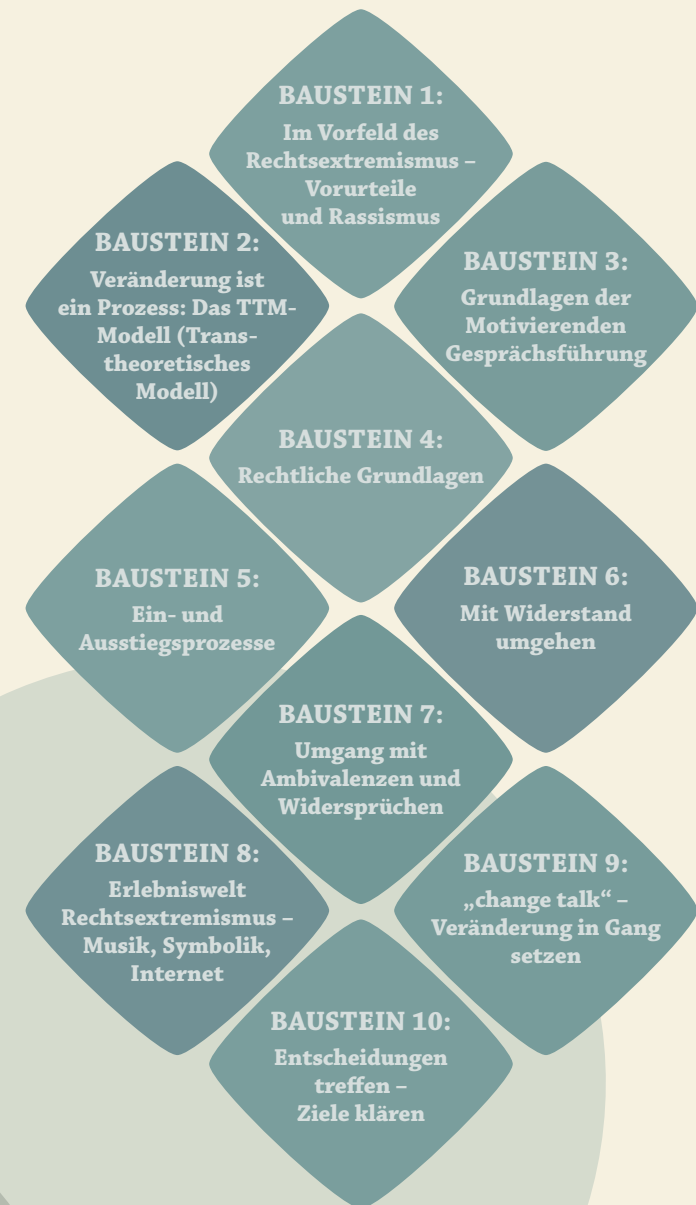 BAUSTEIN 1:
Im Vorfeld des
Rechtsextremismus –
Vorurteile
und Rassismus
BAUSTEIN 2:
Veränderung ist
ein Prozess: Das TTM-
Modell (Trans-
theoretisches
Modell)
BAUSTEIN 3:
Grundlagen der
Motivierenden
Gesprächsführung
BAUSTEIN 4:
Rechtliche Grundlagen
BAUSTEIN 5:
Ein- und
Ausstiegsprozesse
BAUSTEIN 6:
Mit Widerstand
umgehen
BAUSTEIN 7:
Umgang mit
Ambivalenzen und
Widersprüchen
BAUSTEIN 8:
Erlebniswelt
Rechtsextremismus –
Musik, Symbolik,
Internet
BAUSTEIN 9:
„change talk“ –
Veränderung in Gang
setzen
BAUSTEIN 10:
Entscheidungen
treffen –
Ziele klären